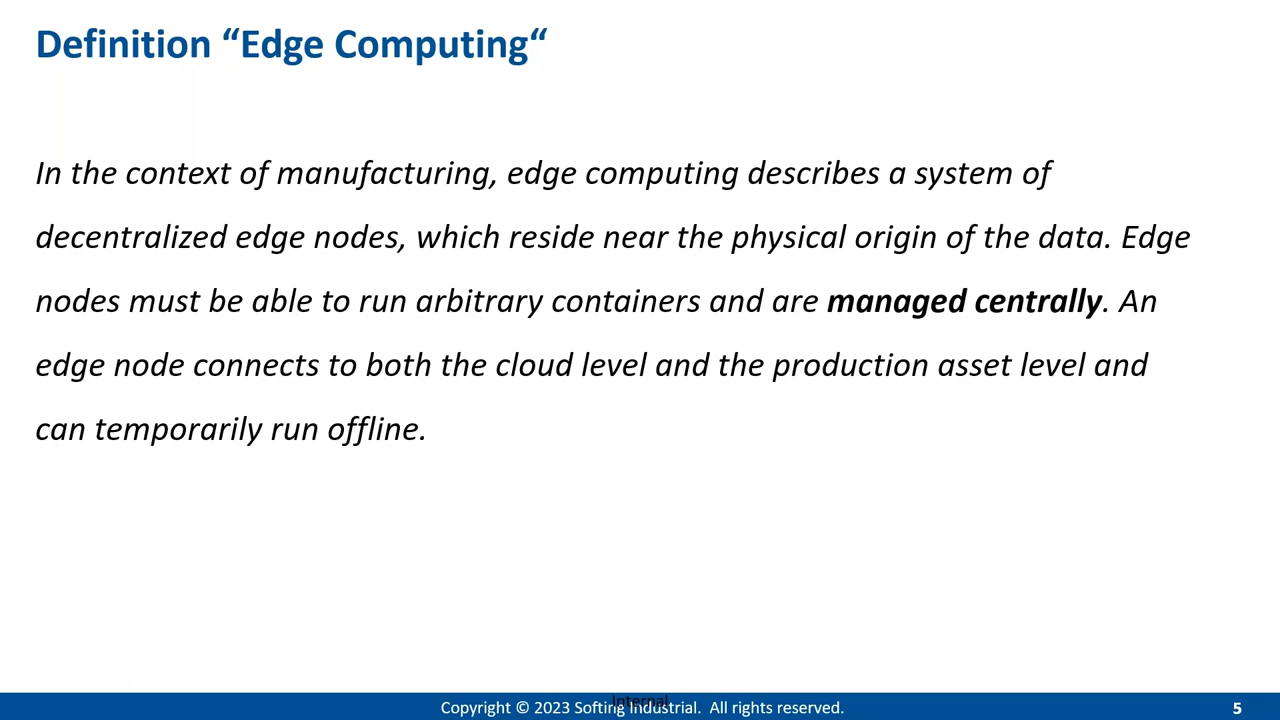 Definition “Edge Computing“
In the context of manufacturing, edge computing describes a system of
decentralized edge nodes, which reside near the physical origin of the data. Edge
nodes must be able to run arbitrary containers and are managed centrally. An
edge node connects to both the cloud level and the production asset level and
can temporarily run offline.
Internal
Copyright © 2023 Softing Industrial.  All rights reserved.
5